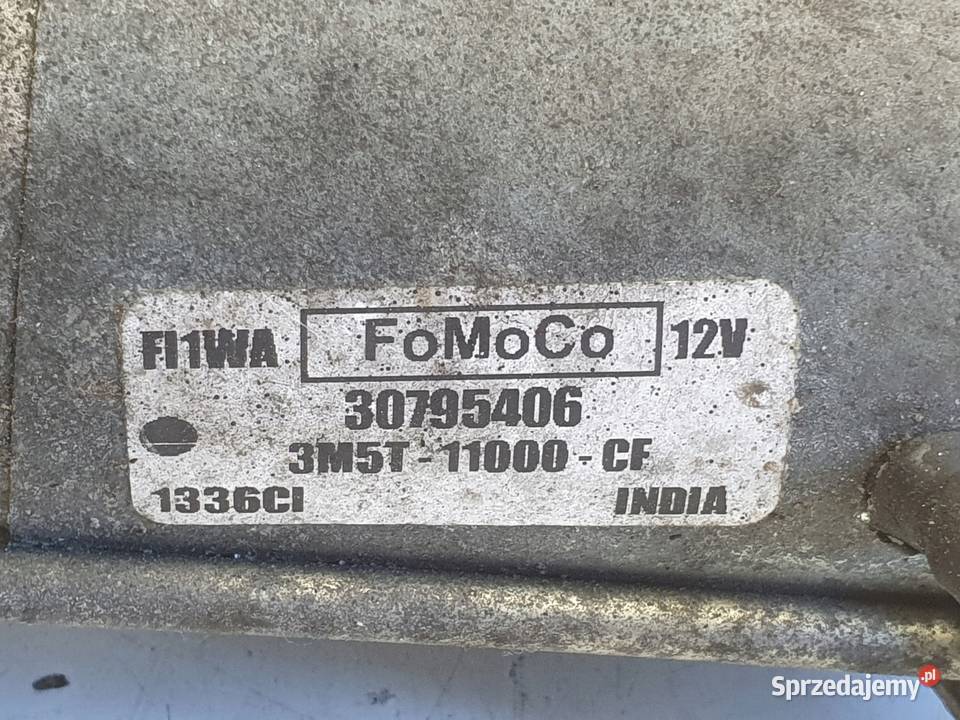 FI1WA FoMoCo 12V
30795406
3M5T-11000-CF
1336CI INDIA
Sprzedajemy.pl